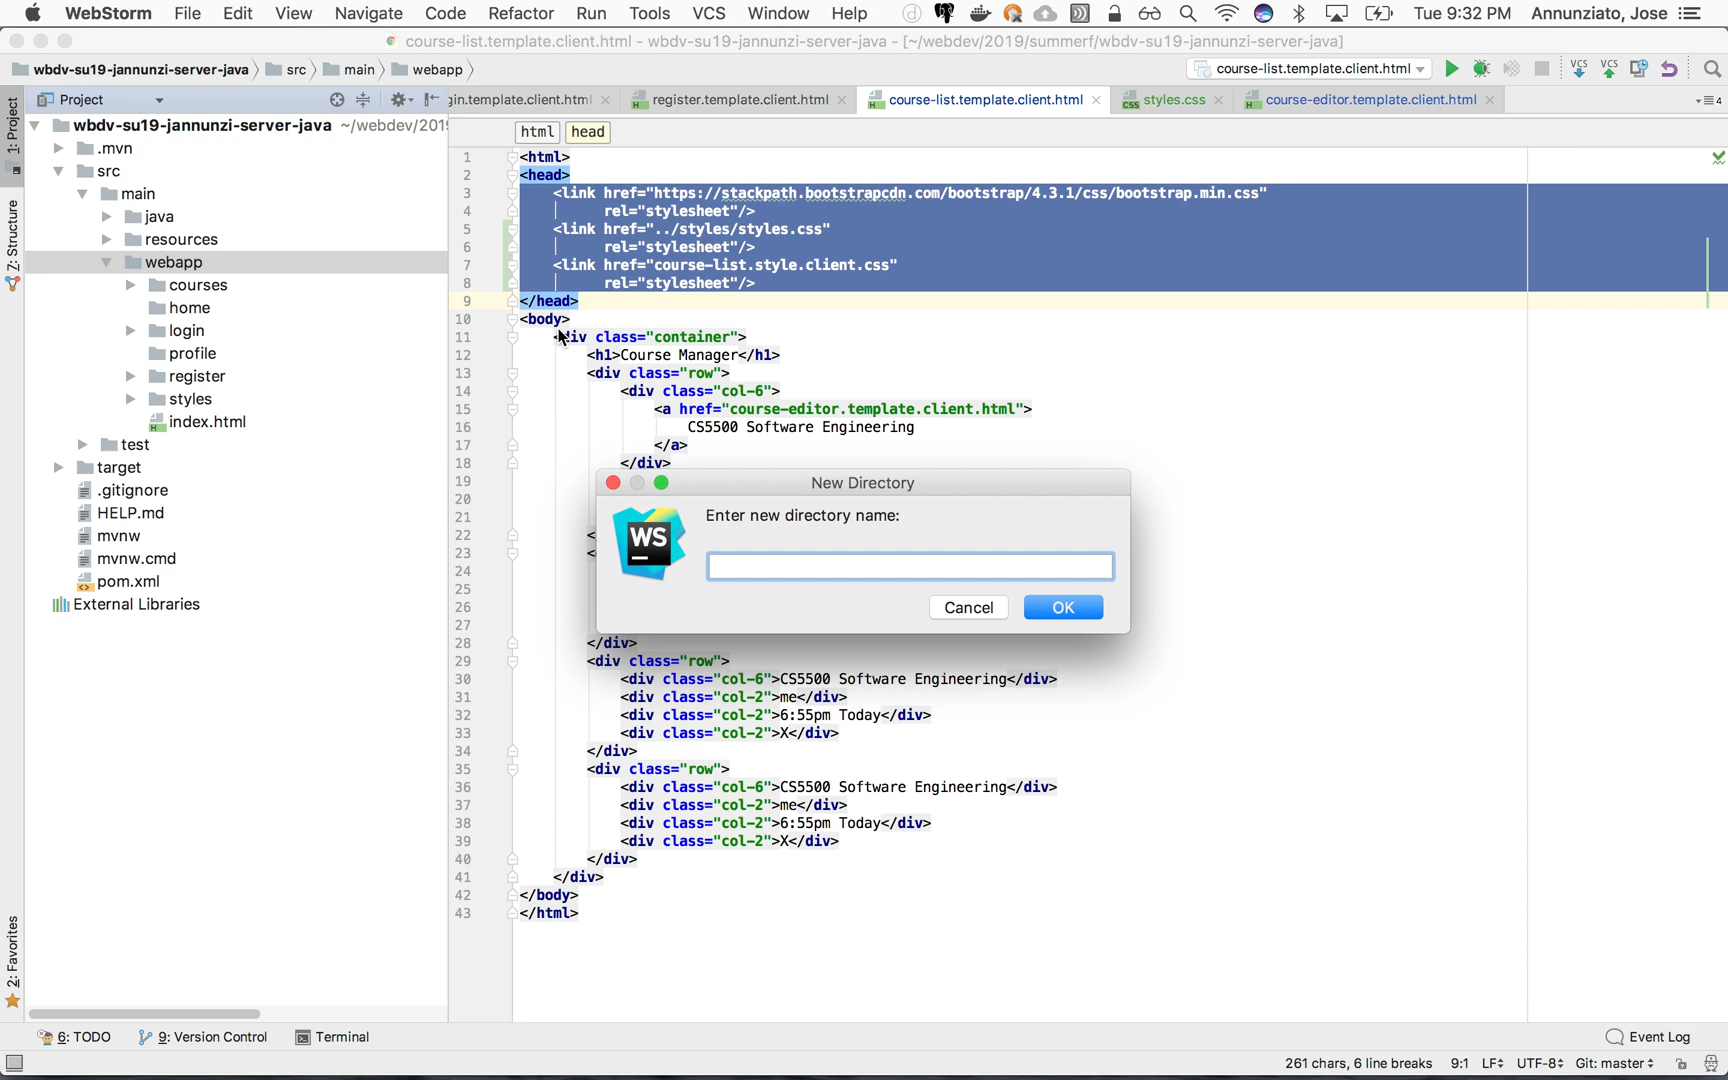 WebStorm File Edit View Navigate Code Refactor Run Tools VCS Window Help Tue 9:32 PM Annunziato, Jose
course-list.template.client.html - wbdv-su19-jannunzi-server-java - [~/webdev/2019/summerf/wbdv-su19-jannunzi-server-java]
wbdv-su19-jannunzi-server-java src main webapp course-list.template.client.html VCS VCS
Project gin.template.client.html register.template.client.html course-list.template.client.html CSS styles.css course-editor.template.client.html 4
1: Project
Z: Structure
2: Favorites
wbdv-su19-jannunzi-server-java ~/webdev/201
.mvn
src
main
java
resources
webapp
courses
home
login
profile
register
styles
index.html
test
target
.gitignore
HELP.md
mvnw
mvnw.cmd
pom.xml
External Libraries
html head
1 <html>
2 <head>
3 <link href="https://stackpath.bootstrapcdn.com/bootstrap/4.3.1/css/bootstrap.min.css"
4 rel="stylesheet"/>
5 <link href="../styles/styles.css"
6 rel="stylesheet"/>
7 <link href="course-list.style.client.css"
8 rel="stylesheet"/>
9 </head>
10 <body>
11 <div class="container">
12 <h1>Course Manager</h1>
13 <div class="row">
14 <div class="col-6">
15 <a href="course-editor.template.client.html">
16 CS5500 Software Engineering
17 </a>
18 </div>
19
20
21
22 <
23 <
24
25
26
27
28 </div>
29 <div class="row">
30 <div class="col-6">CS5500 Software Engineering</div>
31 <div class="col-2">me</div>
32 <div class="col-2">6:55pm Today</div>
33 <div class="col-2">X</div>
34 </div>
35 <div class="row">
36 <div class="col-6">CS5500 Software Engineering</div>
37 <div class="col-2">me</div>
38 <div class="col-2">6:55pm Today</div>
39 <div class="col-2">X</div>
40 </div>
41 </div>
42 </body>
43 </html>
New Directory
WS
Enter new directory name:
Cancel OK
6: TODO 9: Version Control Terminal Event Log
261 chars, 6 line breaks 9:1 LF UTF-8 Git: master